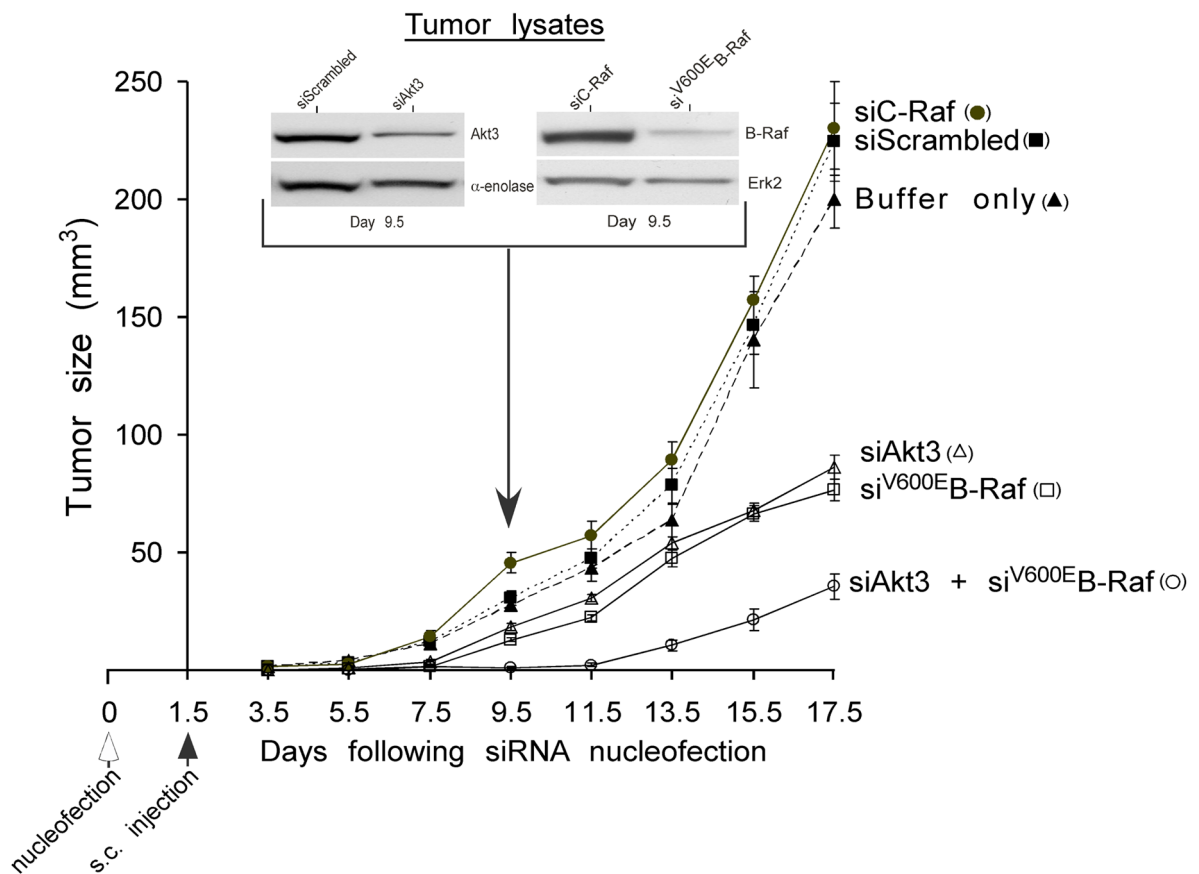 Tumor lysates
siScrambled
siAkt3
siC-Raf
siV600EB-Raf
Akt3
α-enolase
B-Raf
Erk2
Day 9.5
Day 9.5
Tumor size (mm3)
250
200
150
100
50
siC-Raf (●)
siScrambled(■)
Buffer only(▲)
siAkt3(△)
siV600EB-Raf (□)
siAkt3 + siV600EB-Raf(○)
0 1.5 3.5 5.5 7.5 9.5 11.5 13.5 15.5 17.5
Days following siRNA nucleofection
nucleofection
s.c. injection